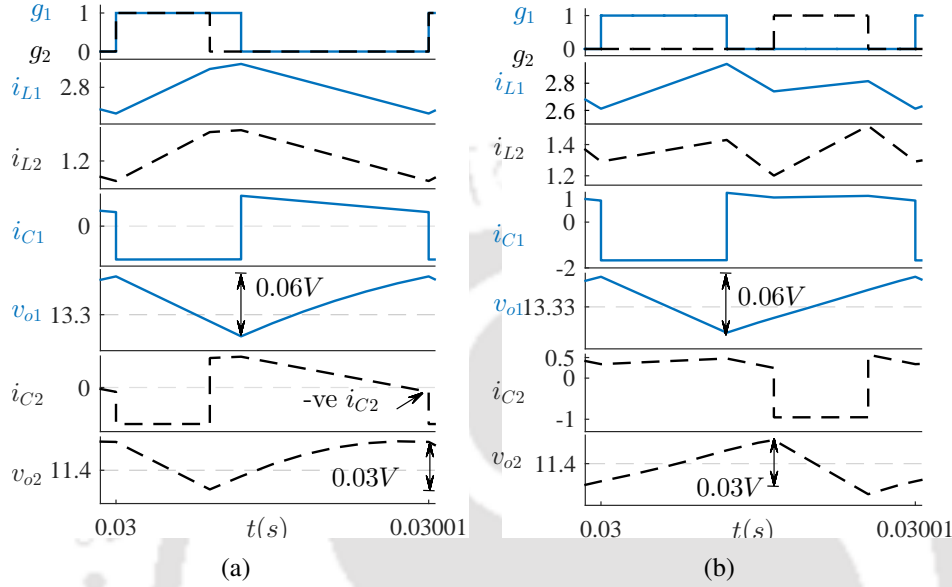 g1 1
g2 0
iL1 2.8
iL2 1.2
iC1 0
0.06V
vo1 13.3
iC2 0
-ve iC2
vo2 11.4
0.03V
0.03 t(s) 0.03001
(a)
g1 1
g2 0
iL1 2.8
2.6
iL2 1.4
1.2
iC1 1
0
-2
0.06V
vo1 13.33
iC2 0.5
0
-1
vo2 11.4
0.03V
0.03 t(s) 0.03001
(b)